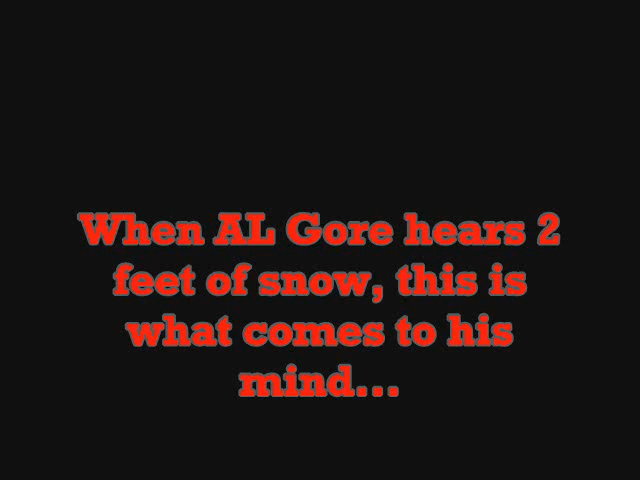 When AL Gore hears 2
feet of snow, this is
what comes to his
mind...